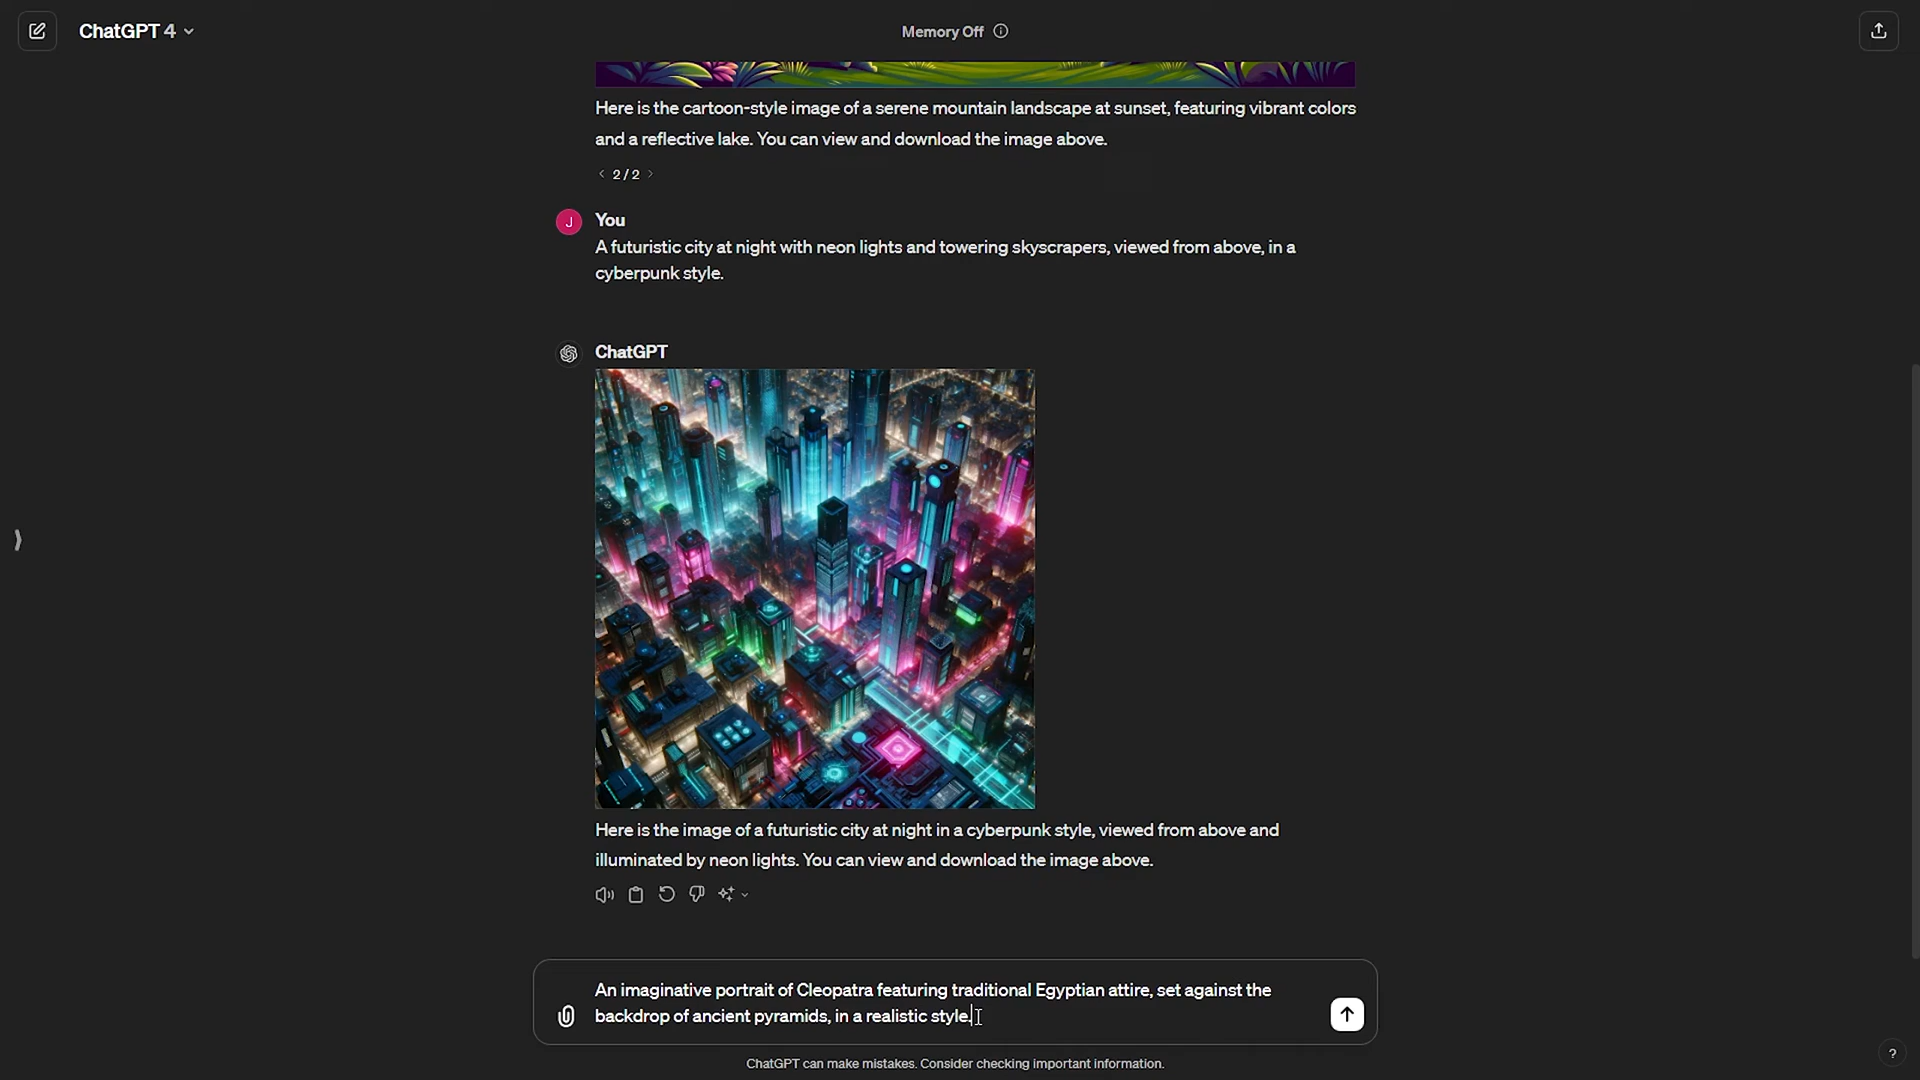 ChatGPT 4
Memory Off
Here is the cartoon-style image of a serene mountain landscape at sunset, featuring vibrant colors
and a reflective lake. You can view and download the image above.
2 / 2
J
You
A futuristic city at night with neon lights and towering skyscrapers, viewed from above, in a
cyberpunk style.
ChatGPT
Here is the image of a futuristic city at night in a cyberpunk style, viewed from above and
illuminated by neon lights. You can view and download the image above.
An imaginative portrait of Cleopatra featuring traditional Egyptian attire, set against the
backdrop of ancient pyramids, in a realistic style.
ChatGPT can make mistakes. Consider checking important information.
?